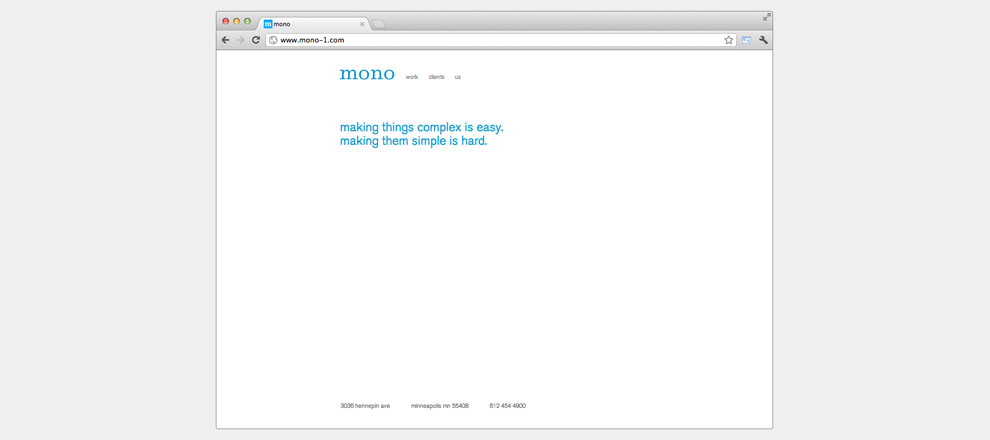 m mono
www.mono-1.com
mono work clients us
making things complex is easy.
making them simple is hard.
3036 hennepin ave minneapolis mn 55408 612 454 4900